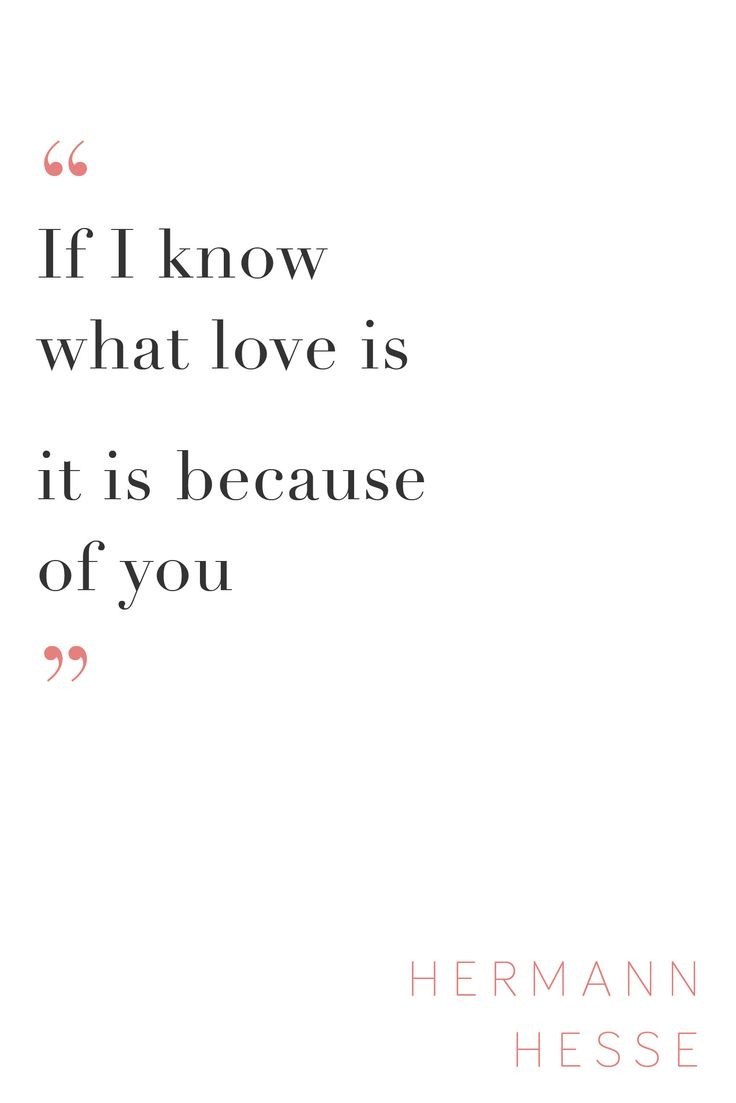 “
If I know
what love is
it is because
of you
”
HERMANN
HESSE